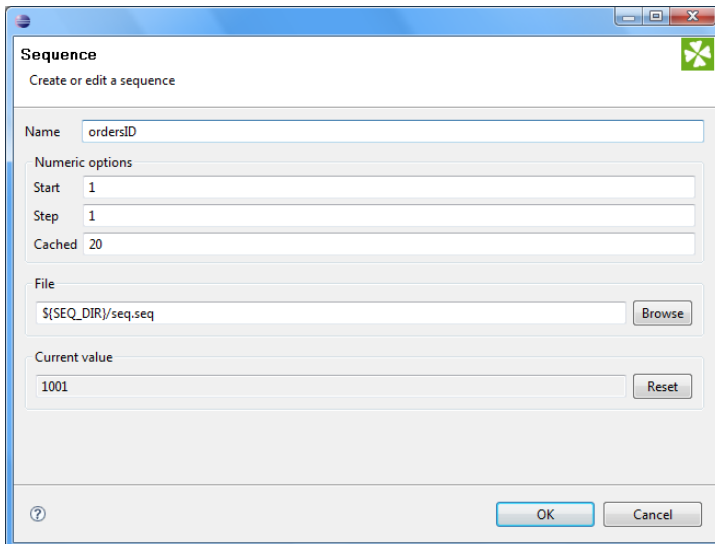 Sequence
Create or edit a sequence
Name ordersID
Numeric options
Start 1
Step 1
Cached 20
File
${SEQ_DIR}/seq.seq Browse
Current value
1001 Reset
? OK Cancel